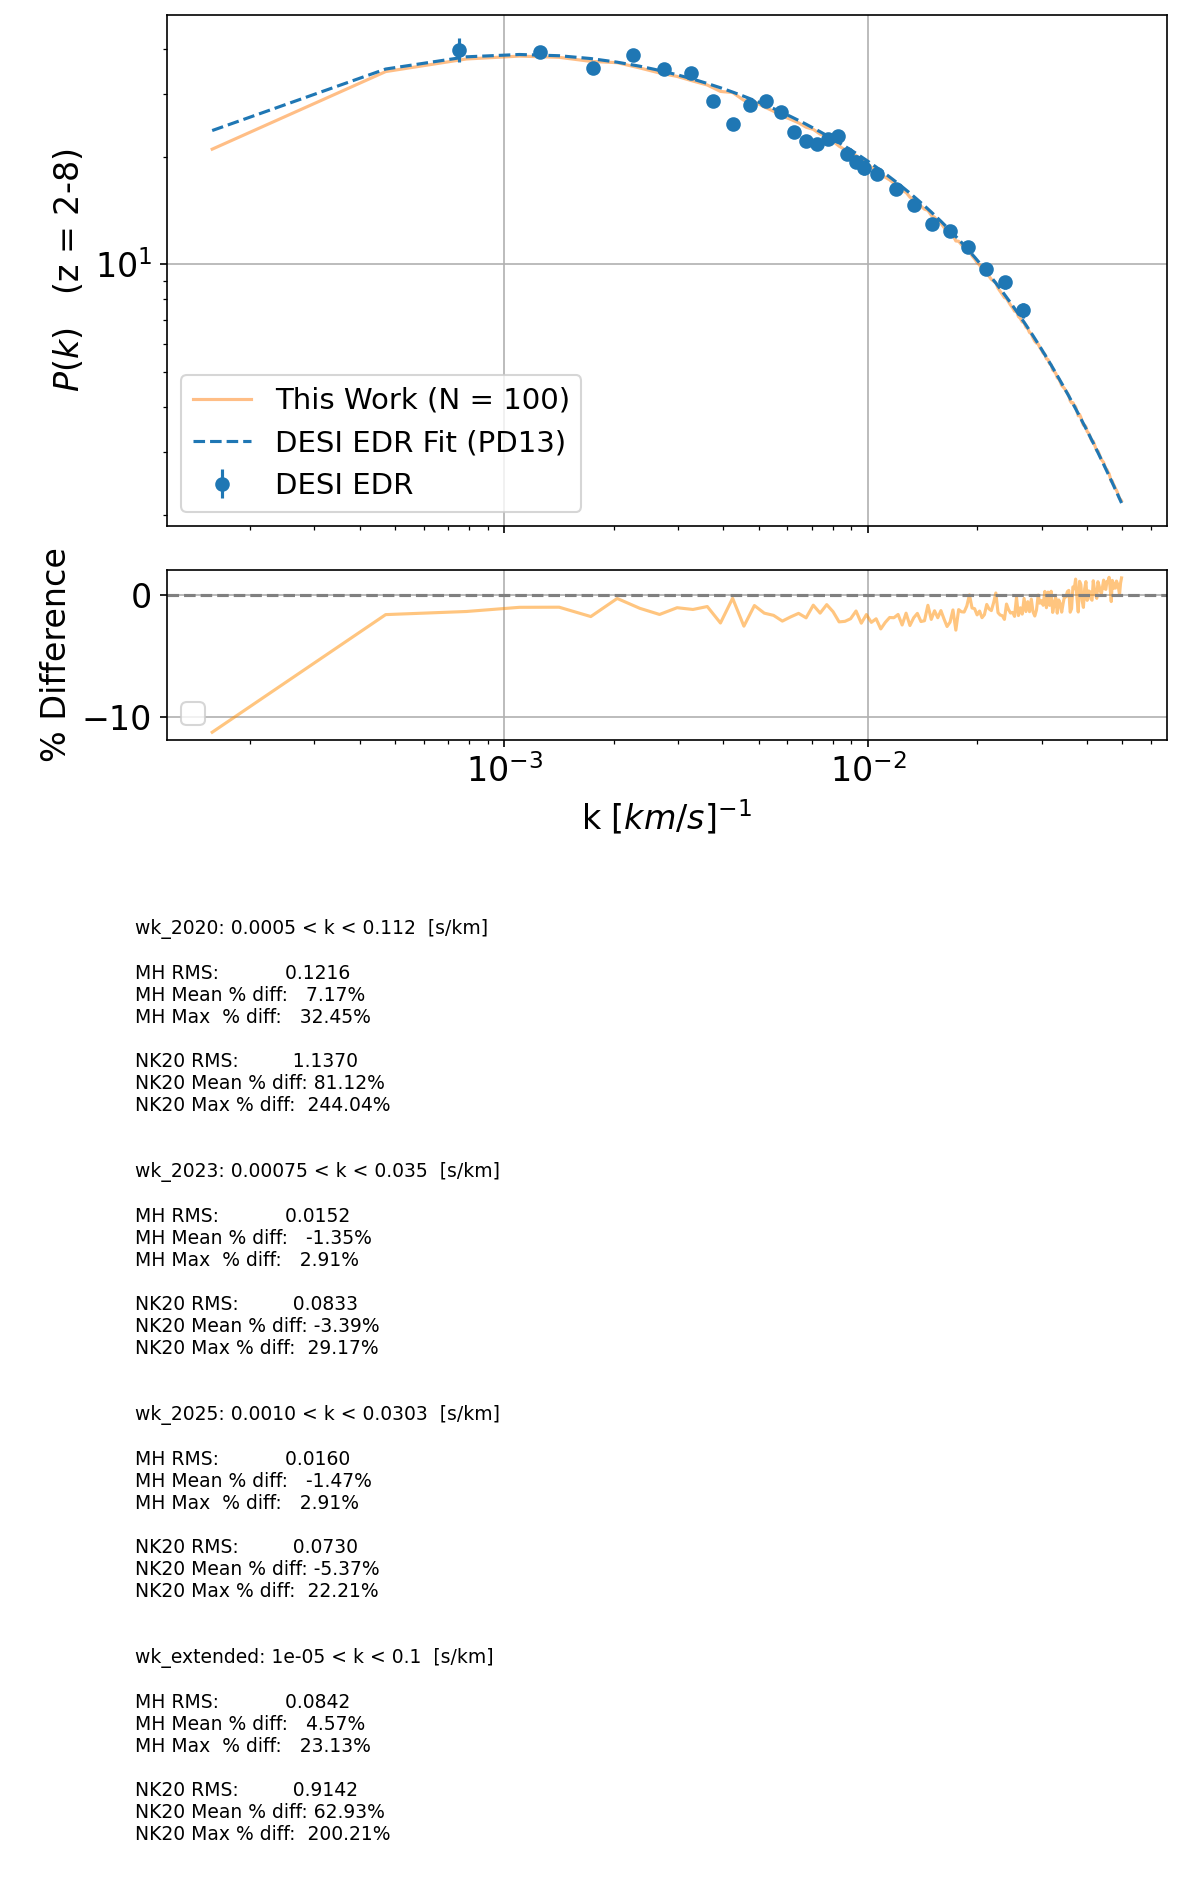 P(k) (z = 2-8)
10¹
This Work (N = 100)
DESI EDR Fit (PD13)
DESI EDR
% Difference
0
−10
10⁻³
10⁻²
k [km/s]⁻¹
wk_2020: 0.0005 < k < 0.112 [s/km]
MH RMS: 0.1216
MH Mean % diff: 7.17%
MH Max % diff: 32.45%
NK20 RMS: 1.1370
NK20 Mean % diff: 81.12%
NK20 Max % diff: 244.04%
wk_2023: 0.00075 < k < 0.035 [s/km]
MH RMS: 0.0152
MH Mean % diff: -1.35%
MH Max % diff: 2.91%
NK20 RMS: 0.0833
NK20 Mean % diff: -3.39%
NK20 Max % diff: 29.17%
wk_2025: 0.0010 < k < 0.0303 [s/km]
MH RMS: 0.0160
MH Mean % diff: -1.47%
MH Max % diff: 2.91%
NK20 RMS: 0.0730
NK20 Mean % diff: -5.37%
NK20 Max % diff: 22.21%
wk_extended: 1e-05 < k < 0.1 [s/km]
MH RMS: 0.0842
MH Mean % diff: 4.57%
MH Max % diff: 23.13%
NK20 RMS: 0.9142
NK20 Mean % diff: 62.93%
NK20 Max % diff: 200.21%